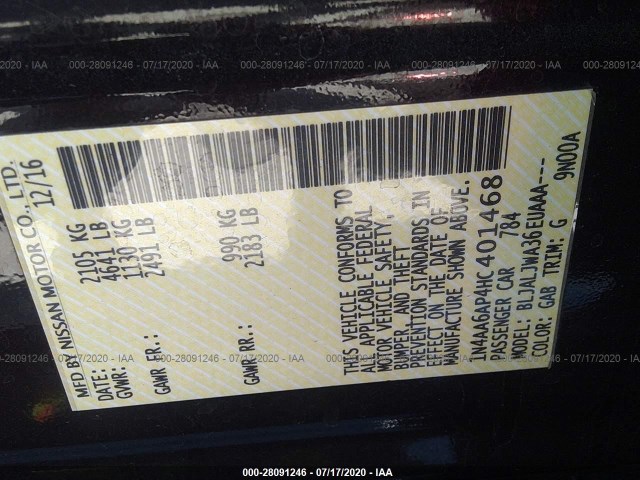 MFD BY NISSAN MOTOR CO., LTD.
DATE: 12/16
GVWR: 2105 KG
4641 LB
GAWR FR.: 1130 KG
2491 LB
GAWR RR.: 990 KG
2183 LB
THIS VEHICLE CONFORMS TO
ALL APPLICABLE FEDERAL
MOTOR VEHICLE SAFETY,
BUMPER, AND THEFT
PREVENTION STANDARDS IN
EFFECT ON THE DATE OF
MANUFACTURE SHOWN ABOVE.
1N4AA6AP4HC401468
PASSENGER CAR 784
MODEL: BLJALJWA36EUAAA---
COLOR: GAB TRIM: G 9N00A
000-28091246 - 07/17/2020 - IAA